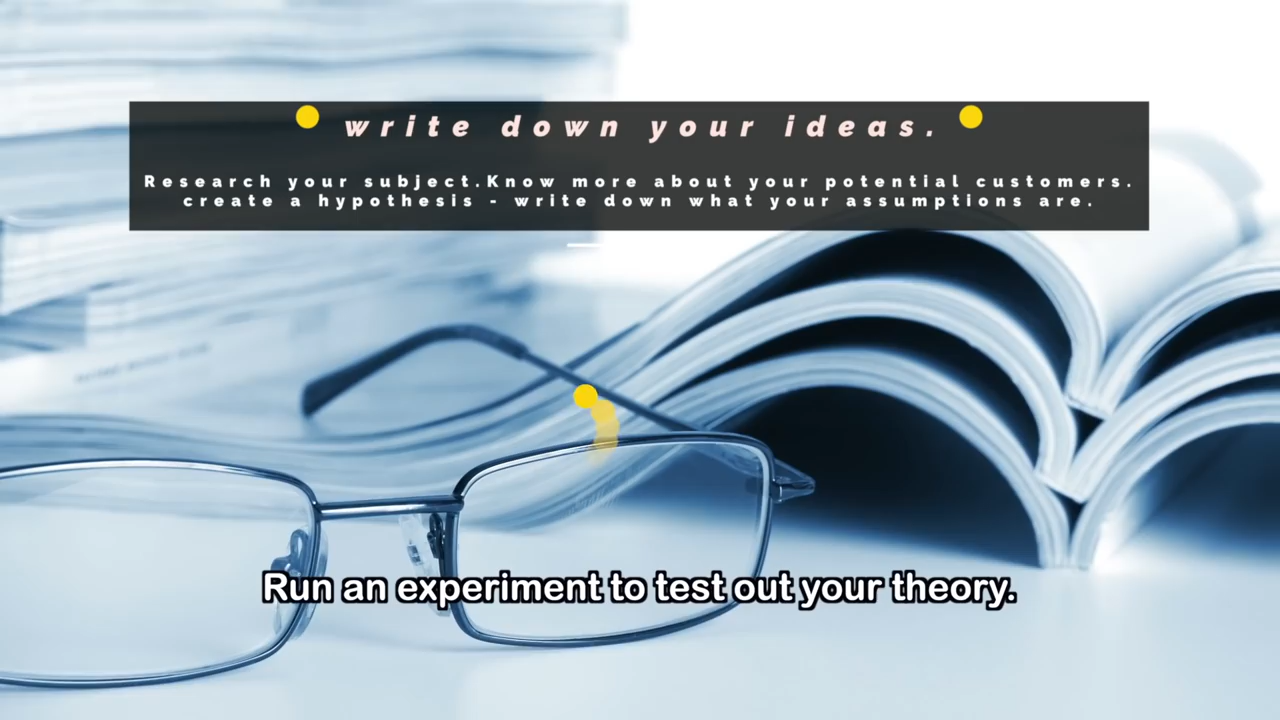 write down your ideas.
Research your subject.Know more about your potential customers.
create a hypothesis - write down what your assumptions are.
Run an experiment to test out your theory.